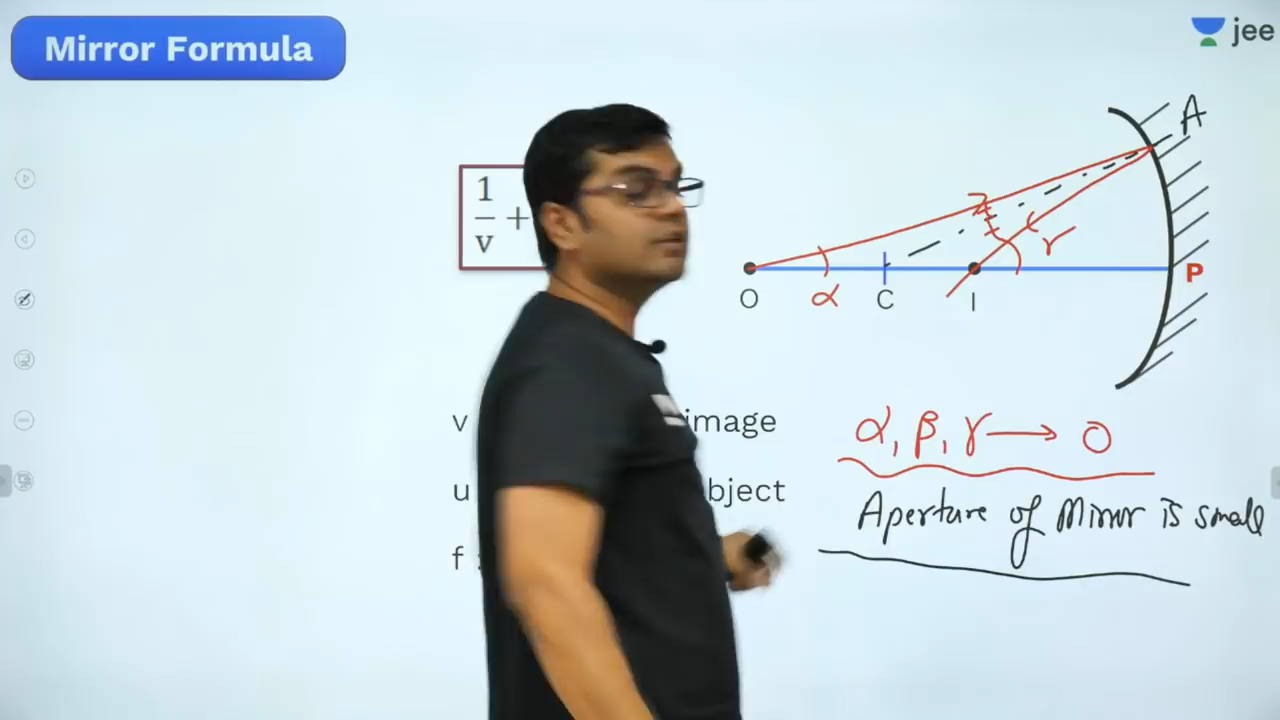 Mirror Formula
jee
A
1
v
+
i
r
P
O
α
C
I
v
image
α, β, γ → 0
u
bject
Aperture of Mirror is small
f :